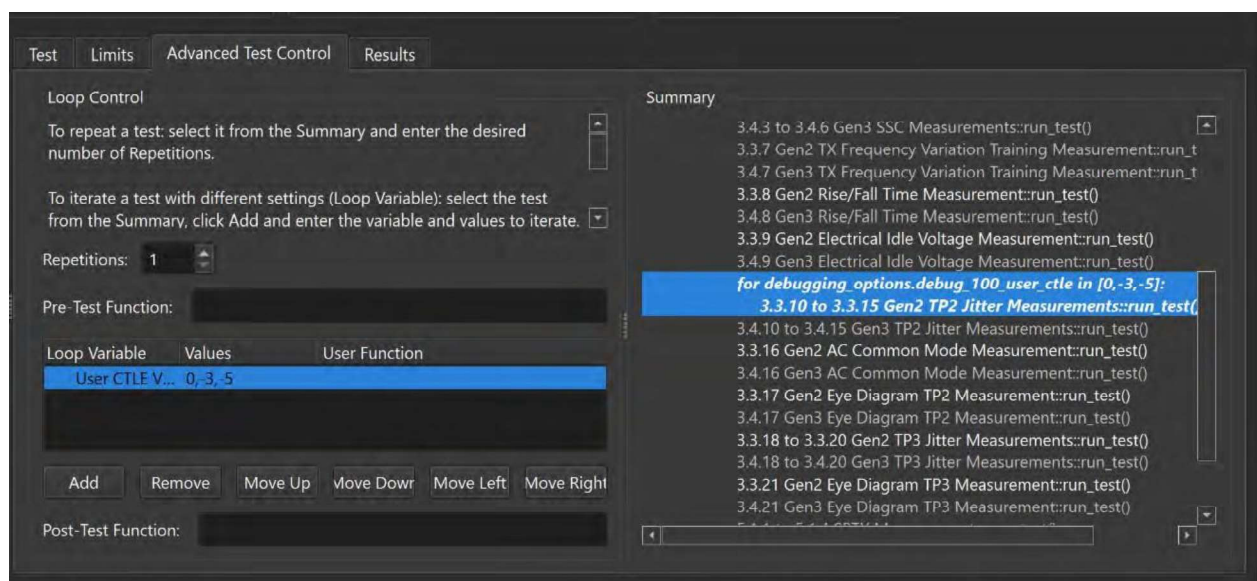 Test Limits Advanced Test Control Results
Loop Control
To repeat a test: select it from the Summary and enter the desired
number of Repetitions.
To iterate a test with different settings (Loop Variable): select the test
from the Summary, click Add and enter the variable and values to iterate.
Repetitions: 1
Pre-Test Function:
Loop Variable Values User Function
User CTLE V... 0,-3,-5
Add Remove Move Up Move Down Move Left Move Right
Post-Test Function:
Summary
3.4.3 to 3.4.6 Gen3 SSC Measurements::run_test()
3.3.7 Gen2 TX Frequency Variation Training Measurement::run_t
3.4.7 Gen3 TX Frequency Variation Training Measurement::run_t
3.3.8 Gen2 Rise/Fall Time Measurement::run_test()
3.4.8 Gen3 Rise/Fall Time Measurement::run_test()
3.3.9 Gen2 Electrical Idle Voltage Measurement::run_test()
3.4.9 Gen3 Electrical Idle Voltage Measurement::run_test()
for debugging_options.debug_100_user_ctle in [0,-3,-5]:
3.3.10 to 3.3.15 Gen2 TP2 Jitter Measurements::run_test(
3.4.10 to 3.4.15 Gen3 TP2 Jitter Measurements::run_test()
3.3.16 Gen2 AC Common Mode Measurement::run_test()
3.4.16 Gen3 AC Common Mode Measurement::run_test()
3.3.17 Gen2 Eye Diagram TP2 Measurement::run_test()
3.4.17 Gen3 Eye Diagram TP2 Measurement::run_test()
3.3.18 to 3.3.20 Gen2 TP3 Jitter Measurements::run_test()
3.4.18 to 3.4.20 Gen3 TP3 Jitter Measurements::run_test()
3.3.21 Gen2 Eye Diagram TP3 Measurement::run_test()
3.4.21 Gen3 Eye Diagram TP3 Measurement::run_test()